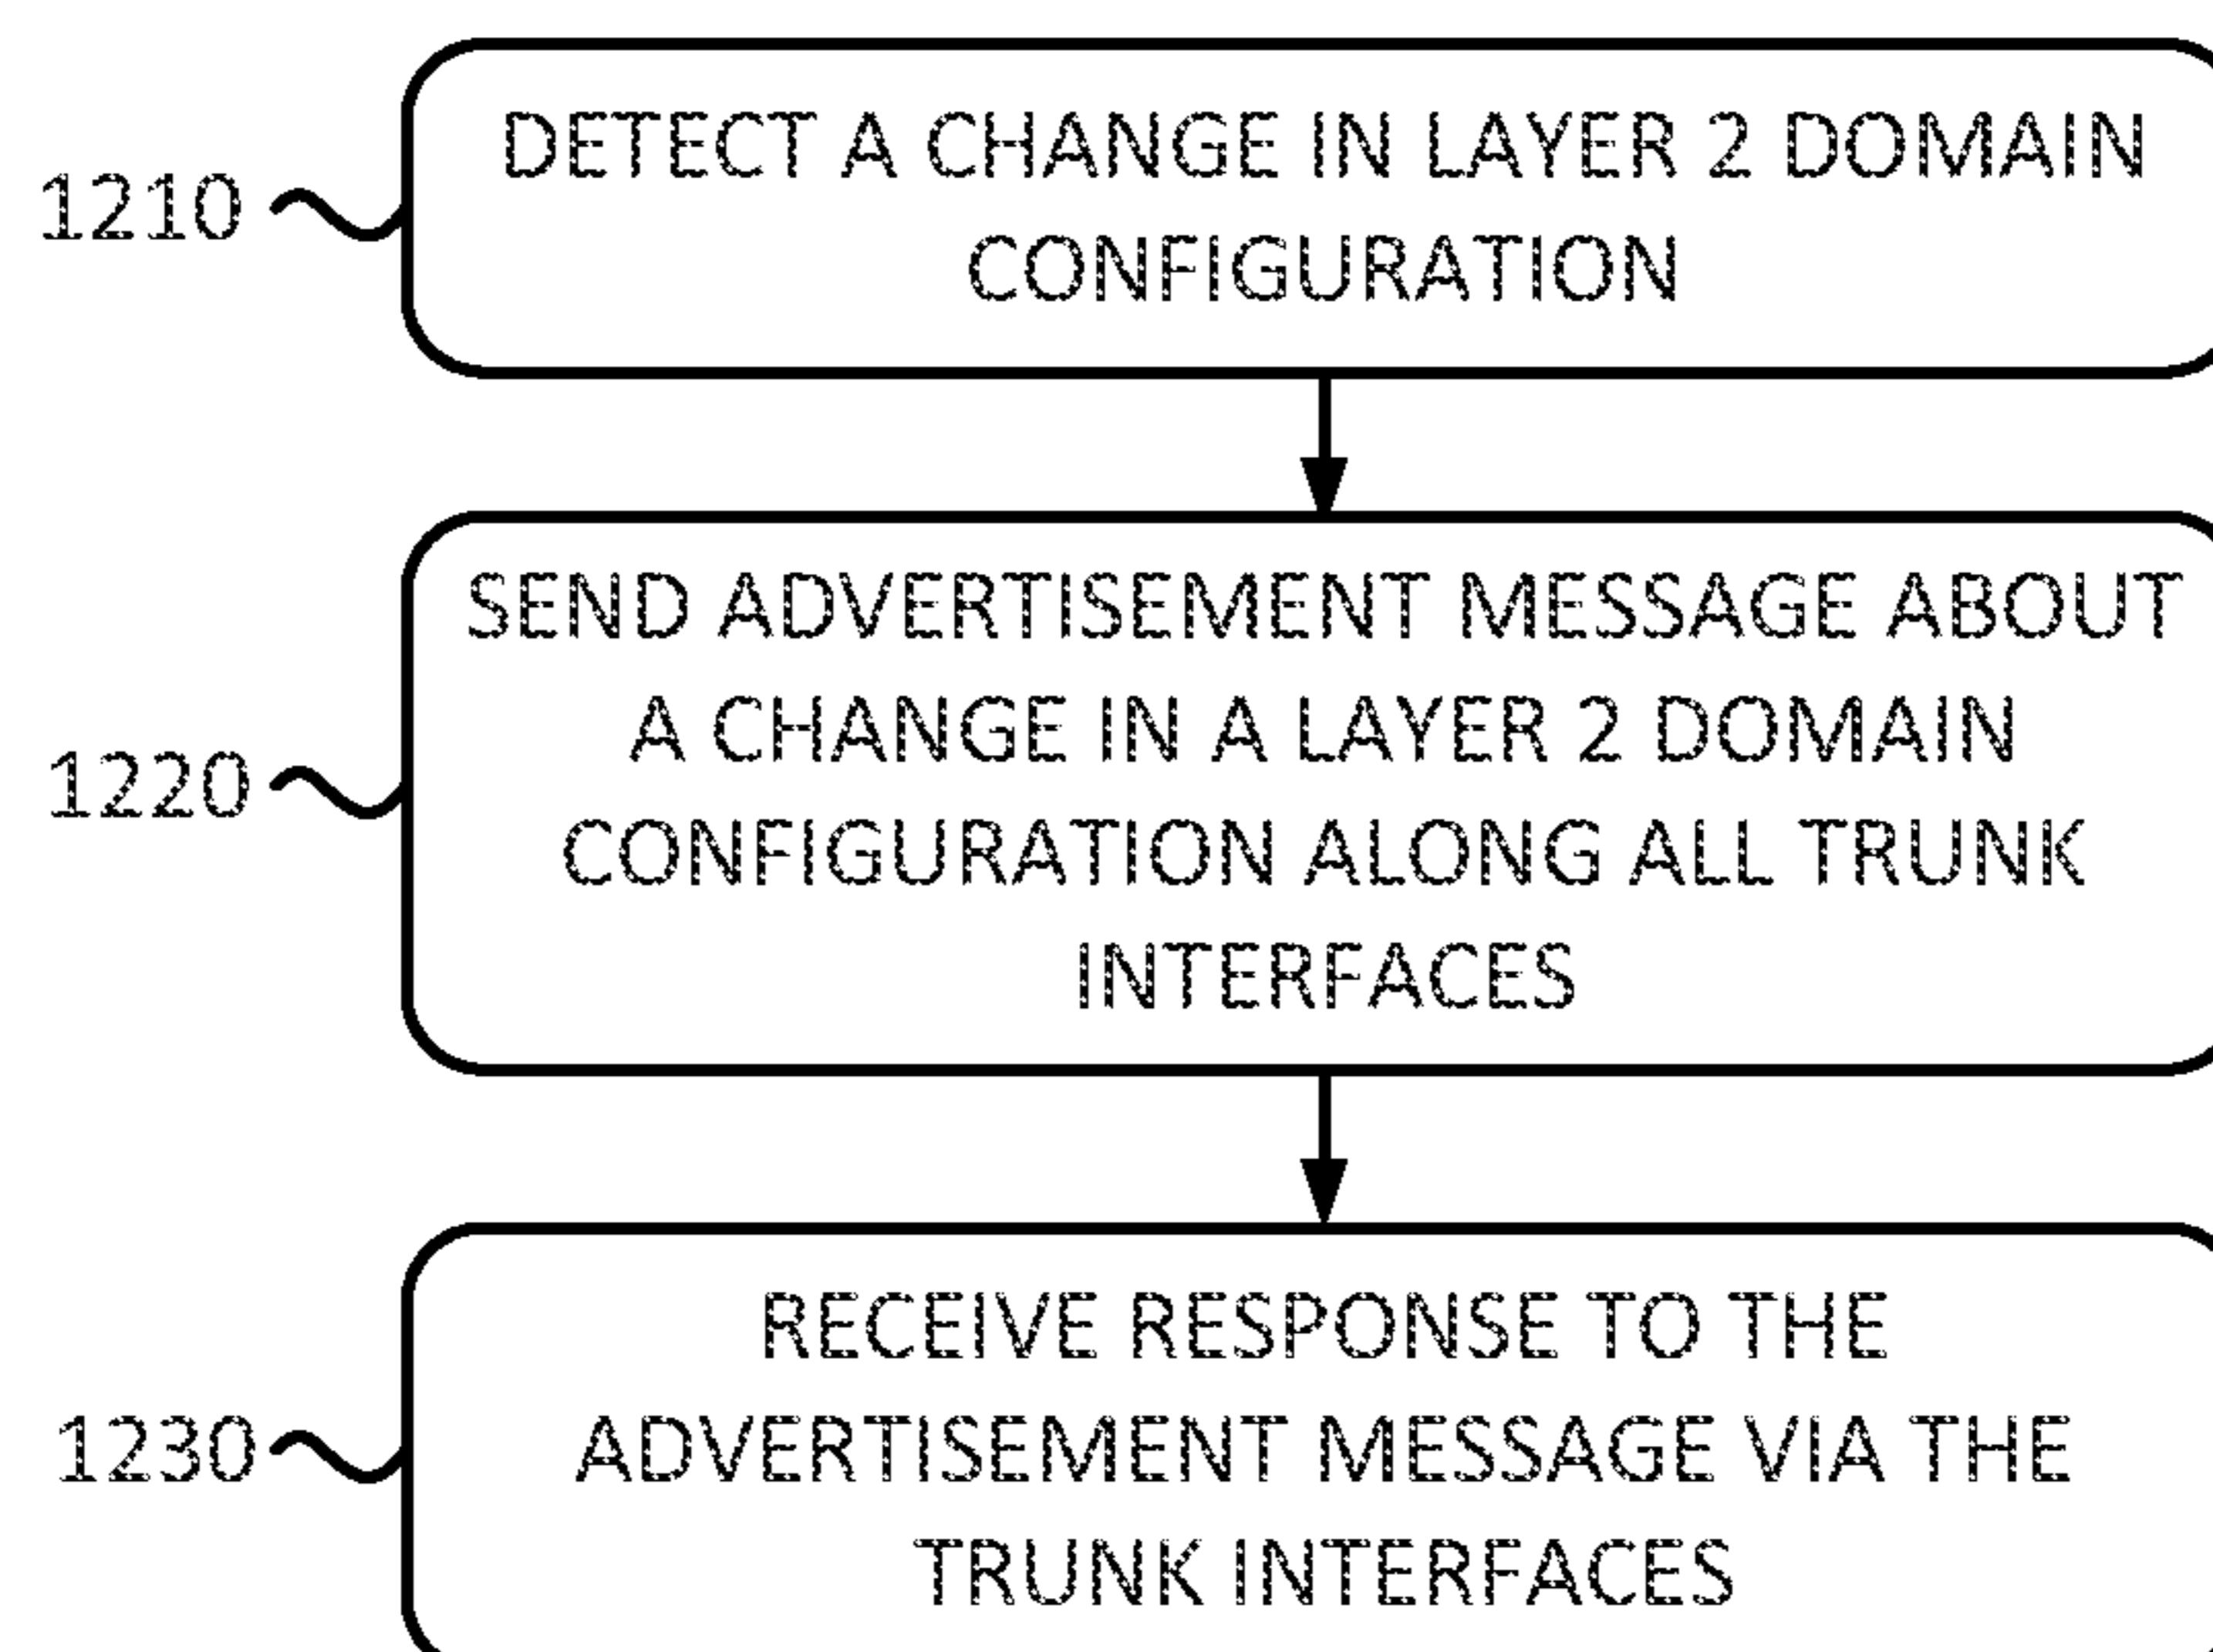 DETECT A CHANGE IN LAYER 2 DOMAIN
CONFIGURATION
1210
SEND ADVERTISEMENT MESSAGE ABOUT
A CHANGE IN A LAYER 2 DOMAIN
CONFIGURATION ALONG ALL TRUNK
INTERFACES
1220
RECEIVE RESPONSE TO THE
ADVERTISEMENT MESSAGE VIA THE
TRUNK INTERFACES
1230